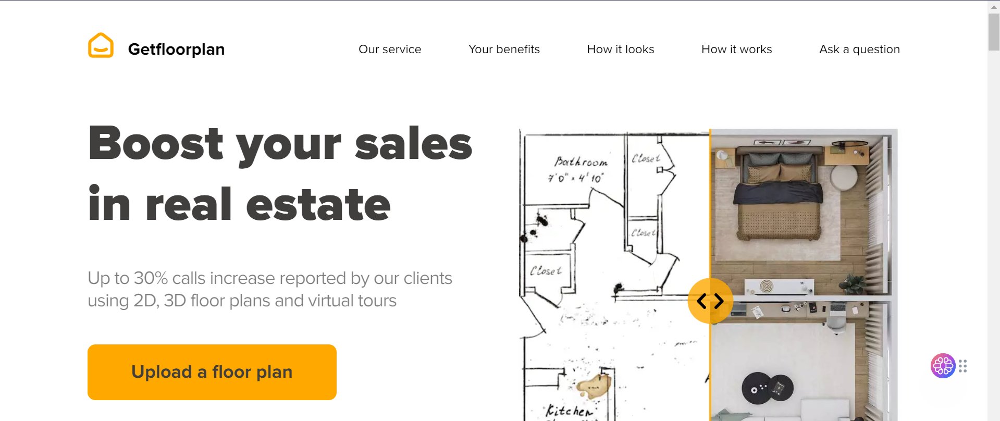 Getfloorplan
Our service
Your benefits
How it looks
How it works
Ask a question
Boost your sales
in real estate
Up to 30% calls increase reported by our clients
using 2D, 3D floor plans and virtual tours
Upload a floor plan
Bathroom
7'0" x 4'10"
Closet
Closet
Closet
Kitchen